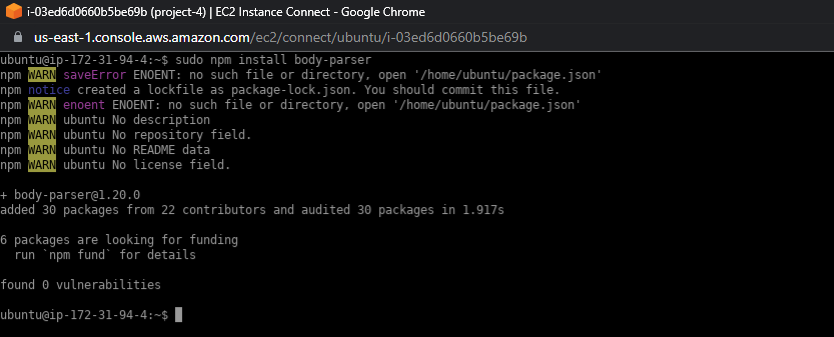 i-03ed6d0660b5be69b (project-4) | EC2 Instance Connect - Google Chrome
us-east-1.console.aws.amazon.com/ec2/connect/ubuntu/i-03ed6d0660b5be69b
ubuntu@ip-172-31-94-4:~$ sudo npm install body-parser
npm WARN saveError ENOENT: no such file or directory, open '/home/ubuntu/package.json'
npm notice created a lockfile as package-lock.json. You should commit this file.
npm WARN enoent ENOENT: no such file or directory, open '/home/ubuntu/package.json'
npm WARN ubuntu No description
npm WARN ubuntu No repository field.
npm WARN ubuntu No README data
npm WARN ubuntu No license field.
+ body-parser@1.20.0
added 30 packages from 22 contributors and audited 30 packages in 1.917s
6 packages are looking for funding
  run `npm fund` for details
found 0 vulnerabilities
ubuntu@ip-172-31-94-4:~$